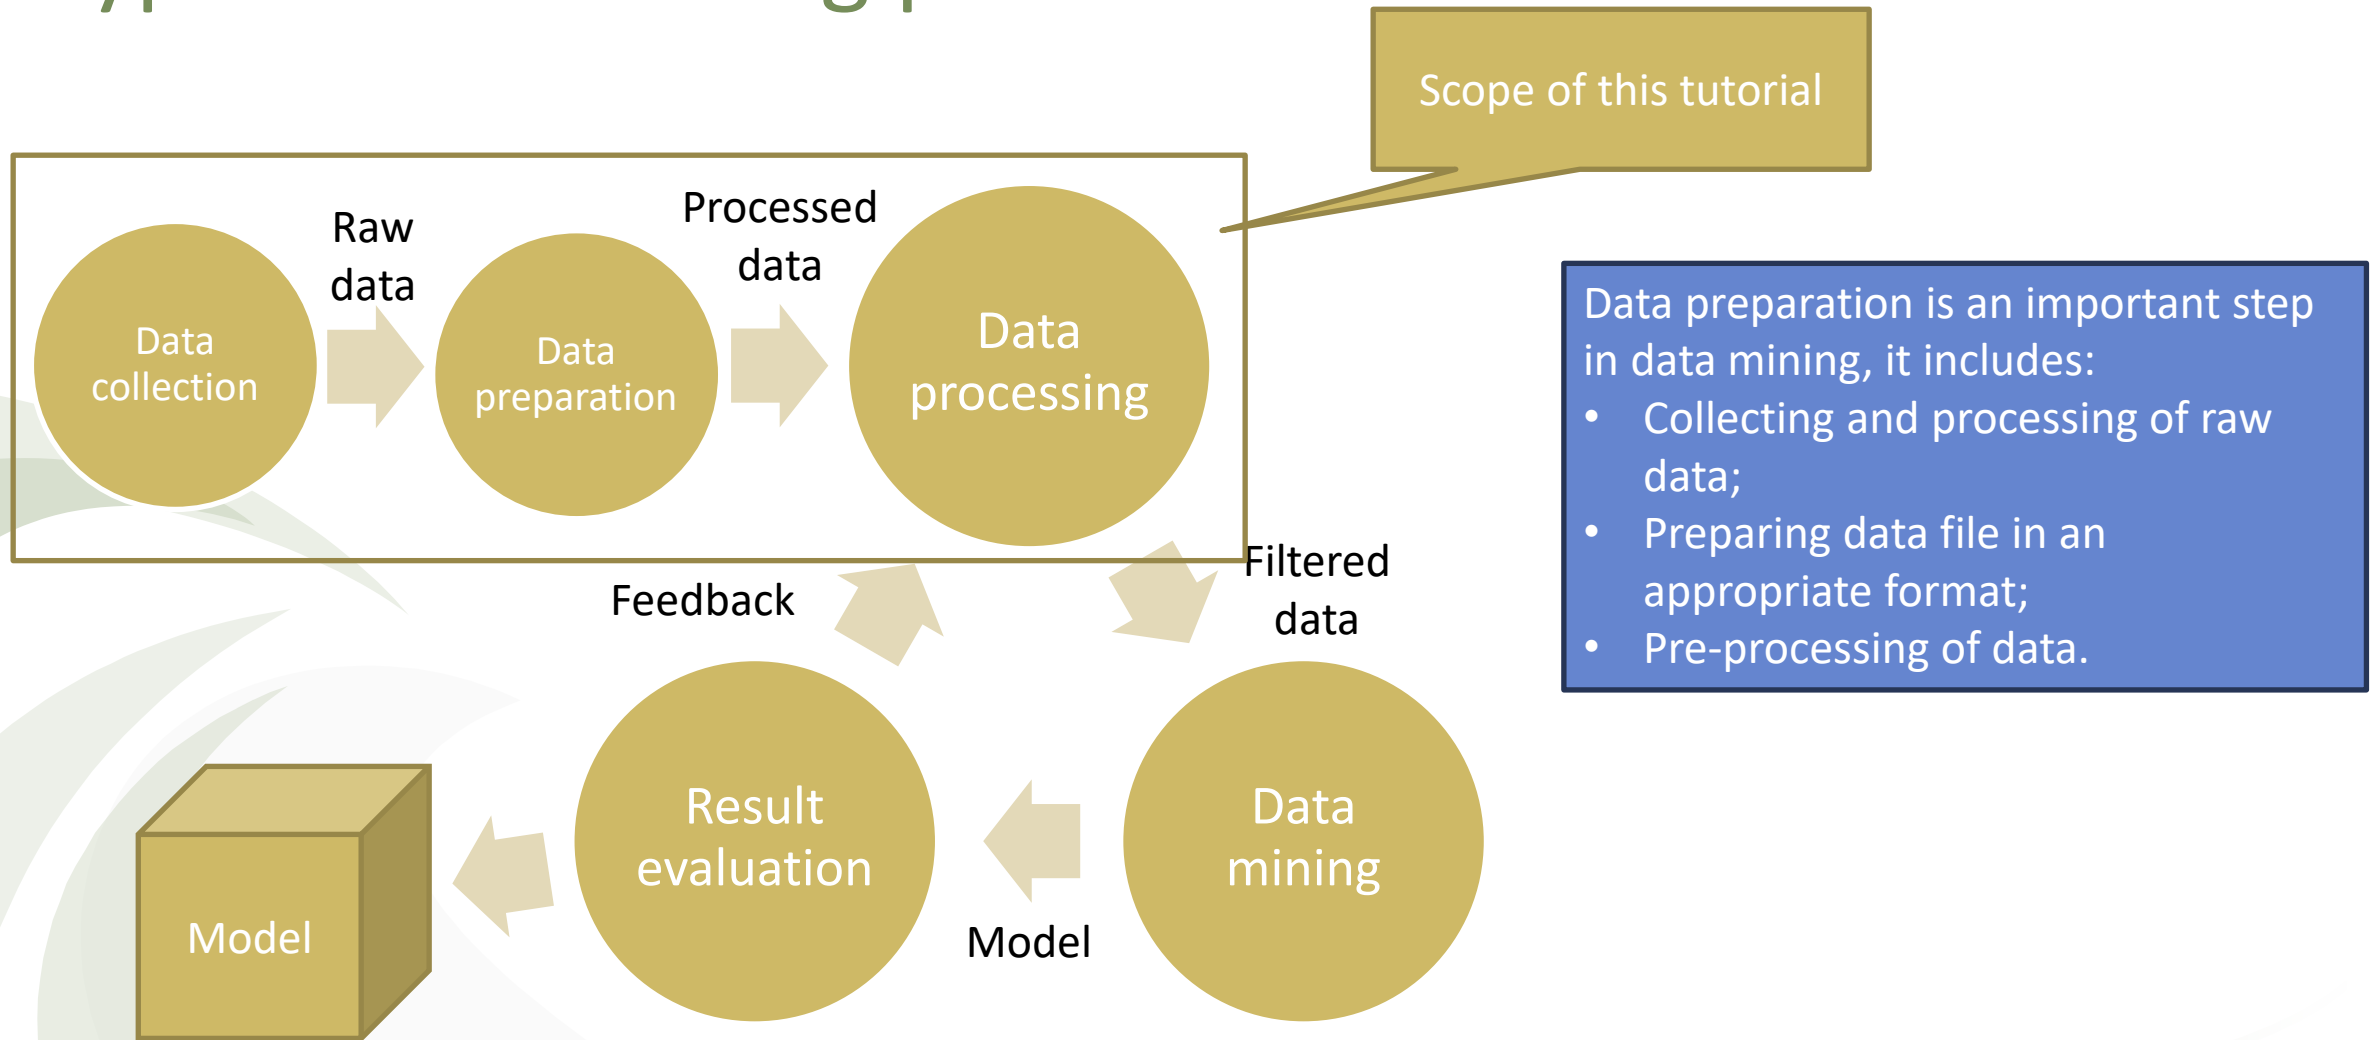 Scope of this tutorial
Raw
data
Processed
data
Data
collection
Data
preparation
Data
processing
Data preparation is an important step
in data mining, it includes:
• Collecting and processing of raw
data;
• Preparing data file in an
appropriate format;
• Pre-processing of data.
Feedback
Filtered
data
Result
evaluation
Data
mining
Model
Model